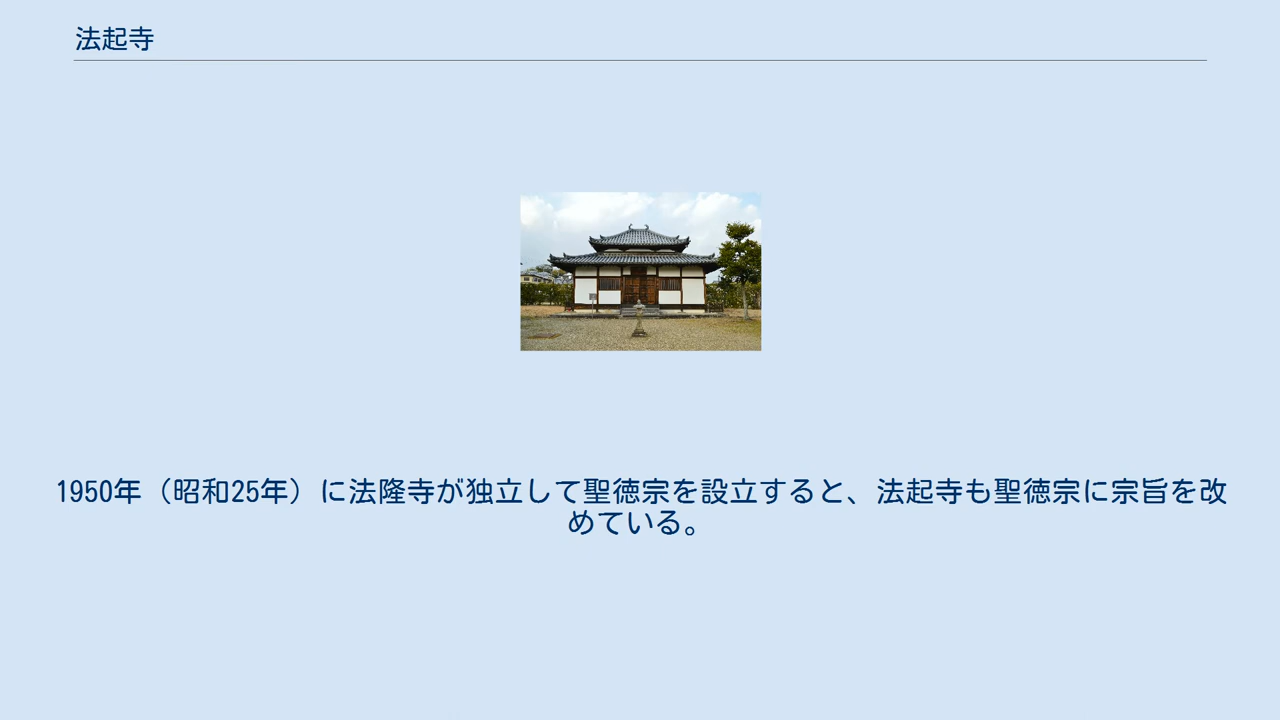 法起寺
1950年（昭和25年）に法隆寺が独立して聖徳宗を設立すると、法起寺も聖徳宗に宗旨を改
めている。